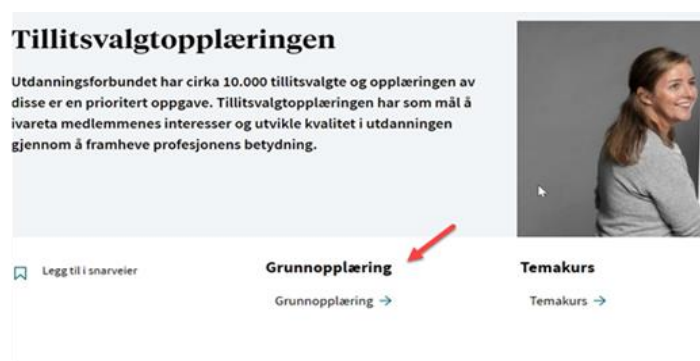 Tillitsvalgtopplæringen
Utdanningsforbundet har cirka 10.000 tillitsvalgte og opplæringen av
disse er en prioritert oppgave. Tillitsvalgtopplæringen har som mål å
ivareta medlemmenes interesser og utvikle kvalitet i utdanningen
gjennom å framheve profesjonens betydning.
Legg til i snarveier
Grunnopplæring
Grunnopplæring →
Temakurs
Temakurs →